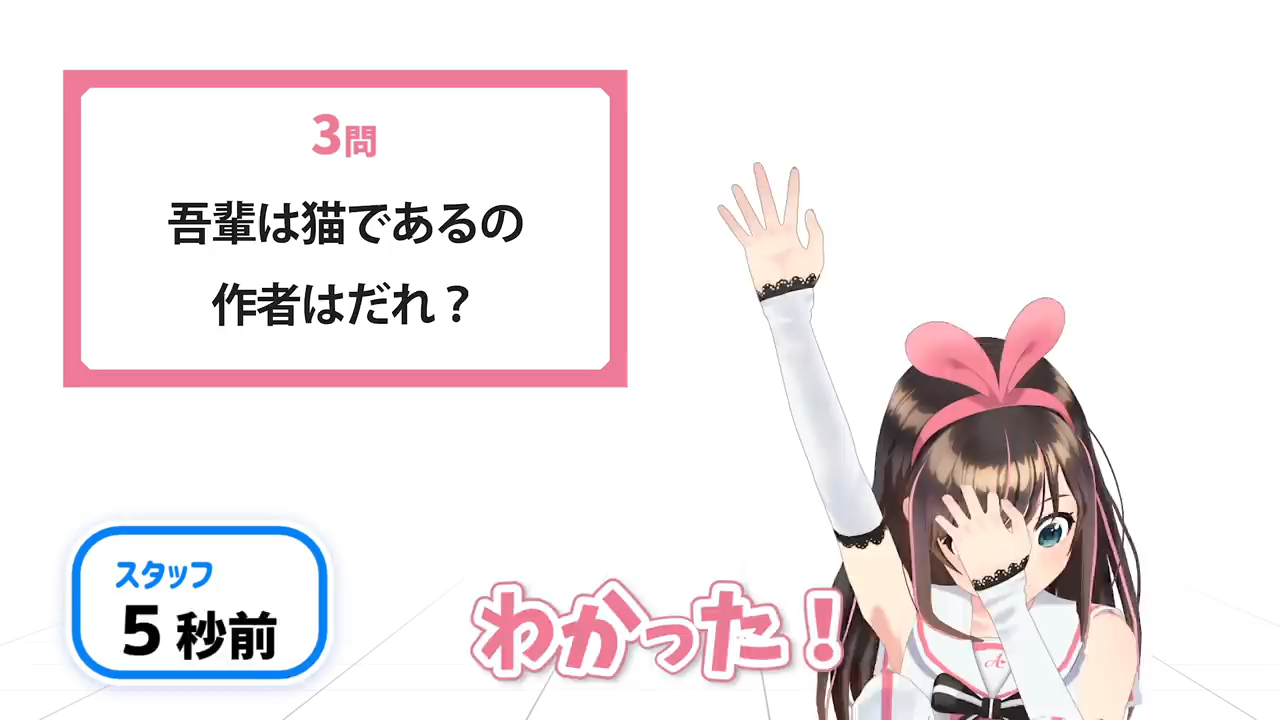 3問
吾輩は猫であるの
作者はだれ？
スタッフ
5秒前
わかった！